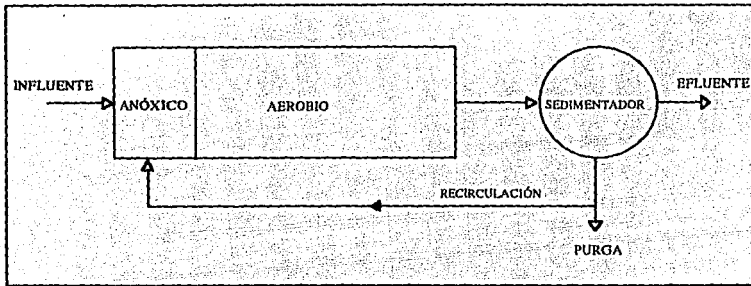 INFLUENTE
ANÓXICO
AEROBIO
SEDIMENTADOR
EFLUENTE
RECIRCULACIÓN
PURGA